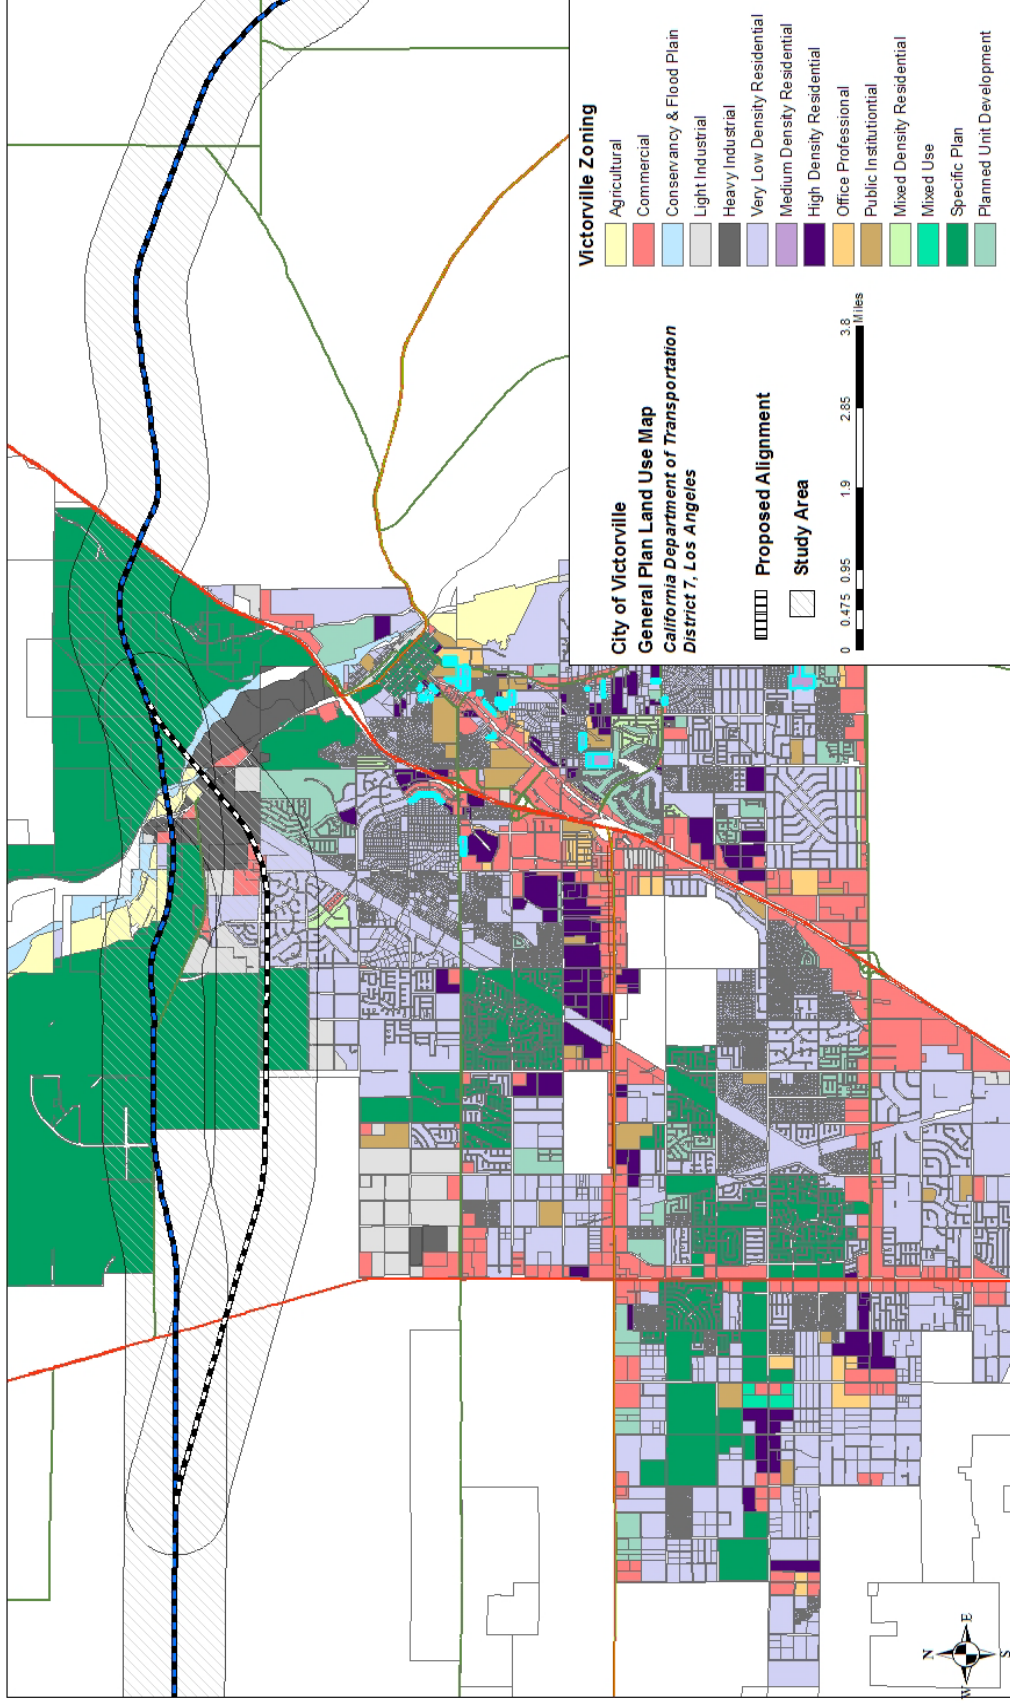 City of Victorville
General Plan Land Use Map
California Department of Transportation
District 7, Los Angeles
Proposed Alignment
Study Area
0 0.475 0.95 1.9 2.85 3.8
Miles
Victorville Zoning
Agricultural
Commercial
Conservancy & Flood Plain
Light Industrial
Heavy Industrial
Very Low Density Residential
Medium Density Residential
High Density Residential
Office Professional
Public Institutiontial
Mixed Density Residential
Mixed Use
Specific Plan
Planned Unit Development
N
W E
S